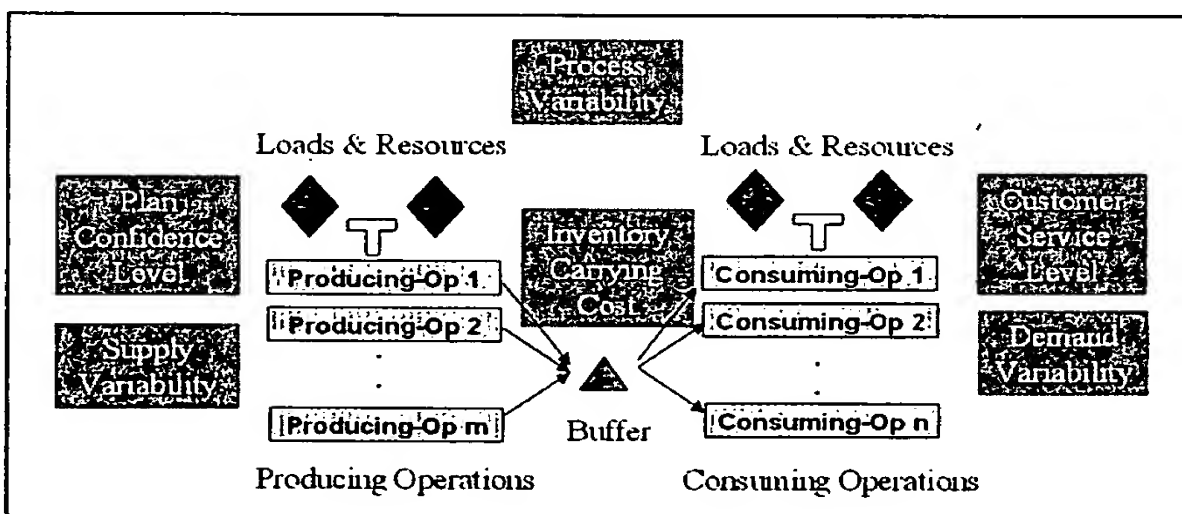 Process
Variability
Loads & Resources
Loads & Resources
Plan
Confidence
Level
Inventory
Carrying
Cost
Customer
Service
Level
Producing-Op 1
Consuming-Op 1
Producing-Op 2
Consuming-Op 2
Supply
Variability
Demand
Variability
.
.
.
.
Producing-Op m
Buffer
Consuming-Op n
Producing Operations
Consuming Operations